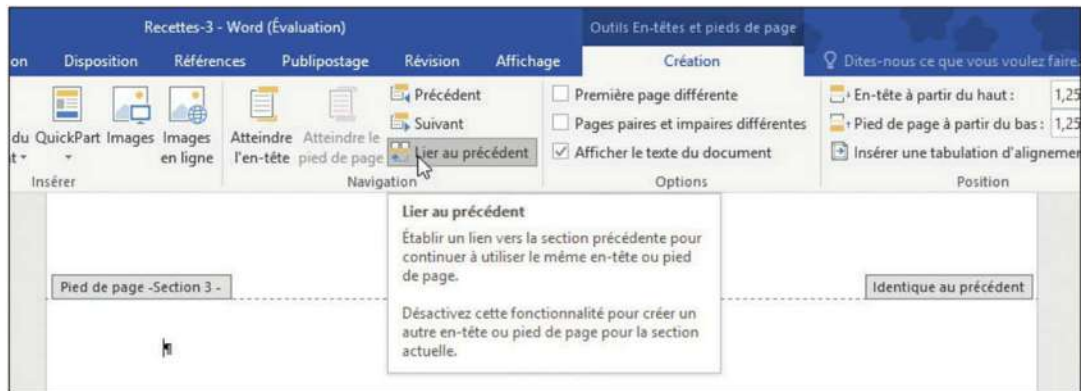 Recettes-3 - Word (Évaluation)
Outils En-têtes et pieds de page
on Disposition Références Publipostage Révision Affichage Création Dites-nous ce que vous voulez faire.
du QuickPart Images Images
en ligne
Atteindre Atteindre le
l'en-tête pied de page
Précédent
Suivant
Lier au précédent
Première page différente
Pages paires et impaires différentes
Afficher le texte du document
En-tête à partir du haut : 1,25
Pied de page à partir du bas : 1,25
Insérer une tabulation d'alignemen
Insérer Navigation Options Position
Lier au précédent
Établir un lien vers la section précédente pour
continuer à utiliser le même en-tête ou pied
de page.
Désactivez cette fonctionnalité pour créer un
autre en-tête ou pied de page pour la section
actuelle.
Pied de page -Section 3 -
Identique au précédent
¶